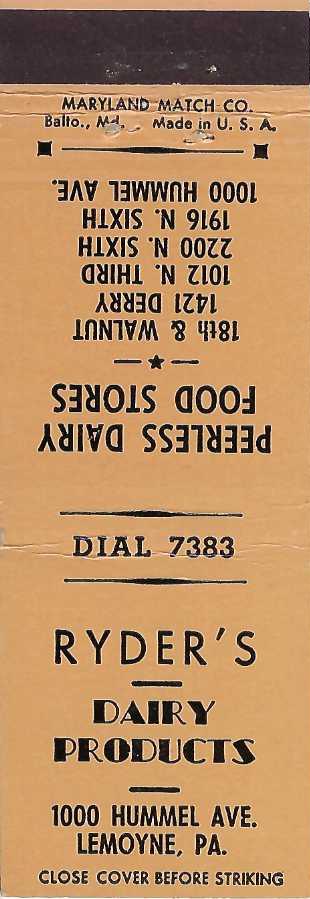 MARYLAND MATCH CO.
Balto., Md. Made in U. S. A.
PEERLESS DAIRY
FOOD STORES
18th & WALNUT
1421 DERRY
1012 N. THIRD
2200 N. SIXTH
1916 N. SIXTH
1000 HUMMEL AVE.
DIAL 7383
RYDER'S
DAIRY
PRODUCTS
1000 HUMMEL AVE.
LEMOYNE, PA.
CLOSE COVER BEFORE STRIKING